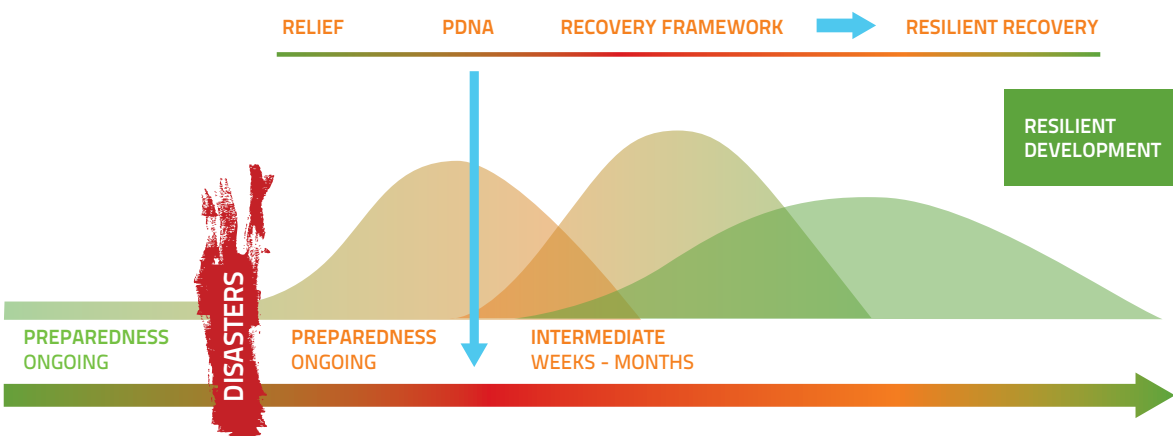 RELIEF
PDNA
RECOVERY FRAMEWORK
RESILIENT RECOVERY
RESILIENT
DEVELOPMENT
DISASTERS
PREPAREDNESS
ONGOING
PREPAREDNESS
ONGOING
INTERMEDIATE
WEEKS - MONTHS